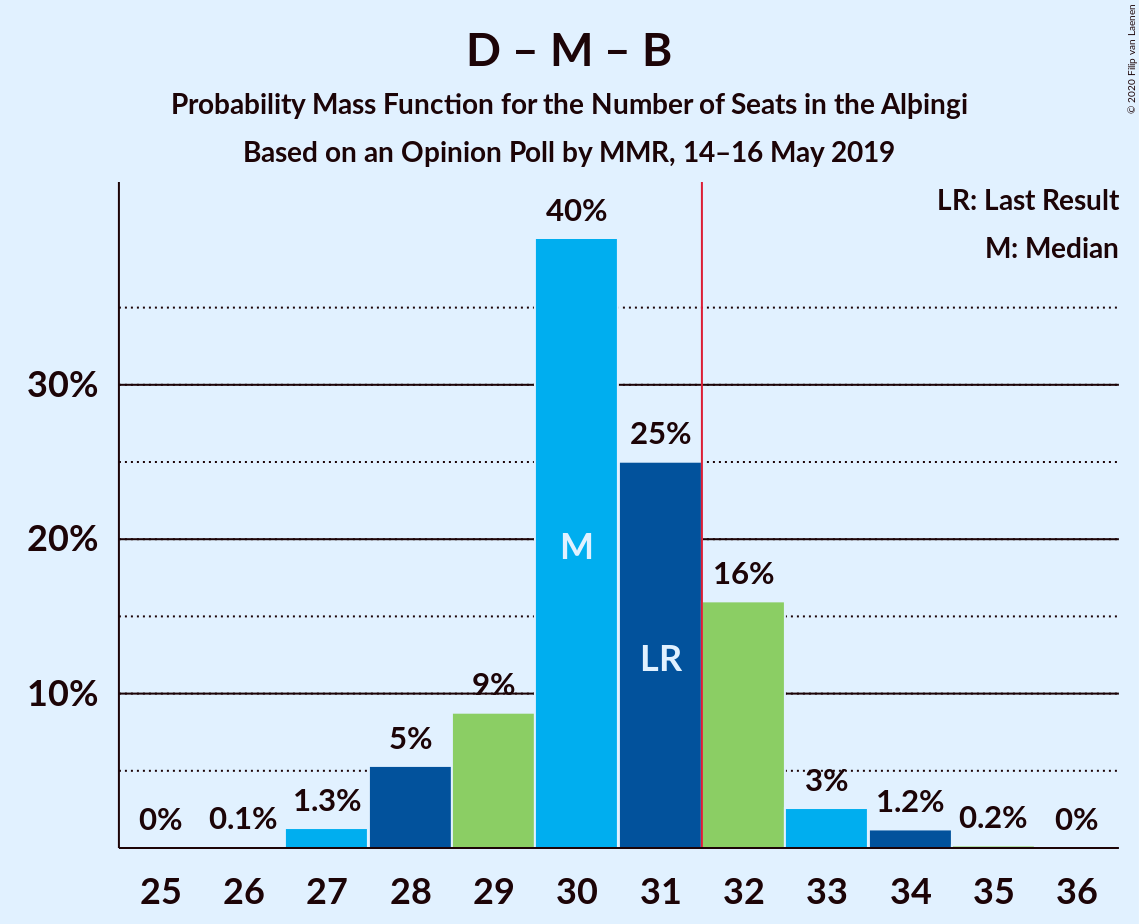 D – M – B
Probability Mass Function for the Number of Seats in the Alþingi
Based on an Opinion Poll by MMR, 14–16 May 2019
© 2020 Filip van Laenen
LR: Last Result
M: Median
30%
20%
10%
0%
0.1%
1.3%
5%
9%
40%
25%
16%
3%
1.2%
0.2%
0%
M
LR
25 26 27 28 29 30 31 32 33 34 35 36